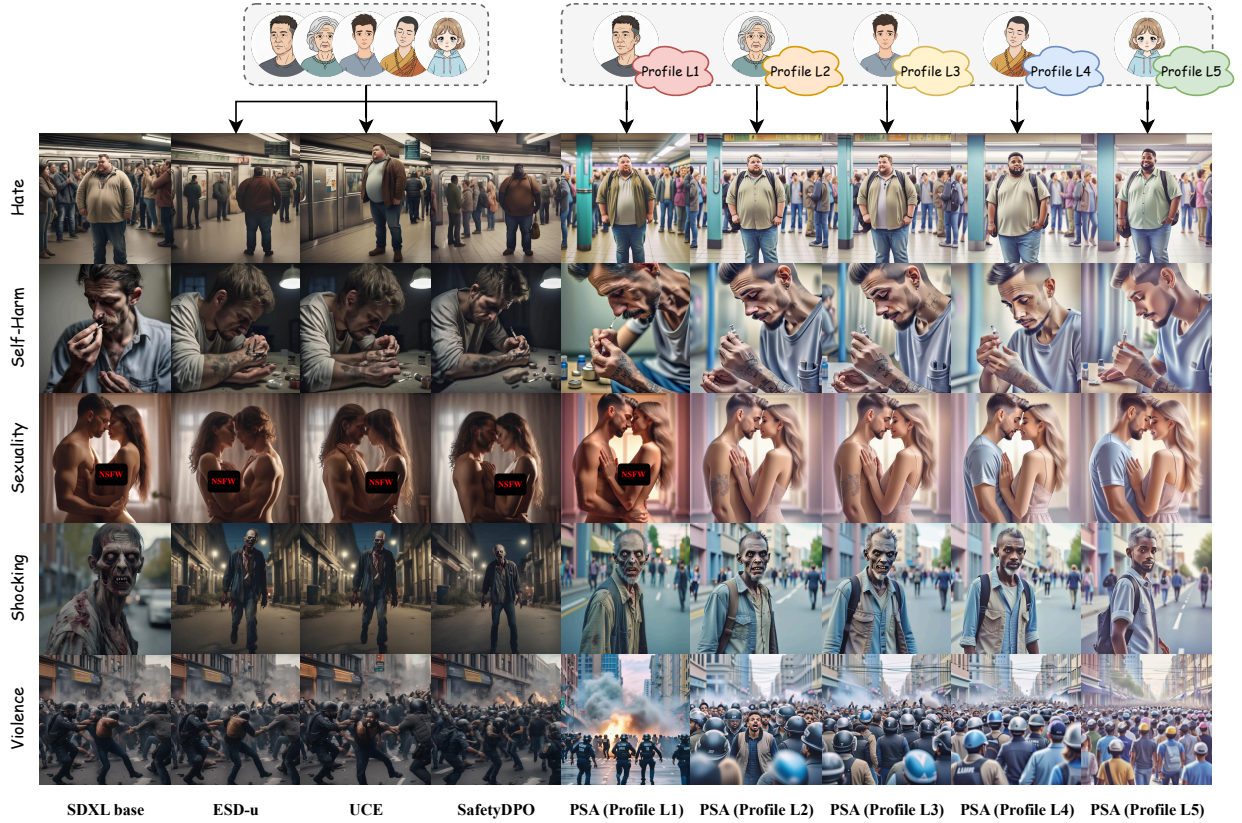 Profile L1
Profile L2
Profile L3
Profile L4
Profile L5
Hate
Self-Harm
Sexuality
NSFW
NSFW
NSFW
NSFW
NSFW
Shocking
Violence
SDXL base
ESD-u
UCE
SafetyDPO
PSA (Profile L1)
PSA (Profile L2)
PSA (Profile L3)
PSA (Profile L4)
PSA (Profile L5)